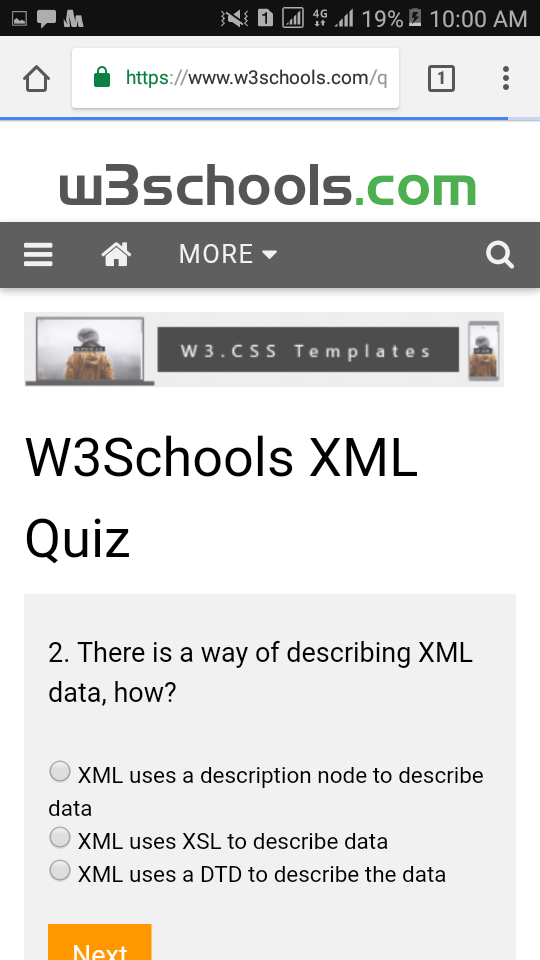 1 4G 19% 10:00 AM
https://www.w3schools.com/q 1
w3schools.com
MORE
W3.CSS Templates
W3Schools XML
Quiz
2. There is a way of describing XML
data, how?
XML uses a description node to describe
data
XML uses XSL to describe data
XML uses a DTD to describe the data
Next